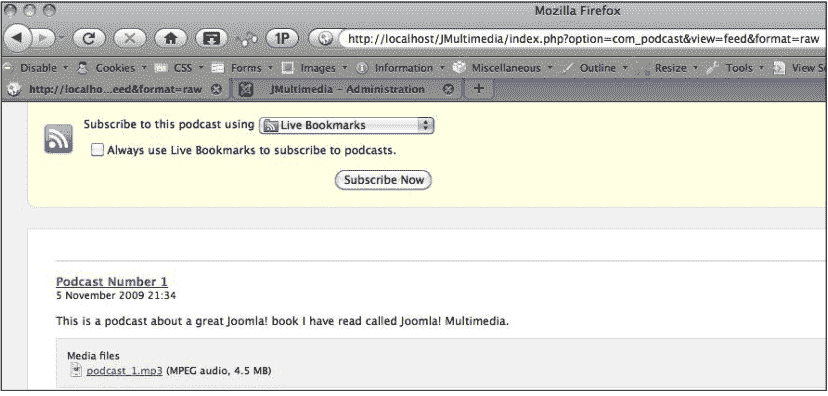 Mozilla Firefox
1P http://localhost/JMultimedia/index.php?option=com_podcast&view=feed&format=raw
Disable Cookies CSS Forms Images Information Miscellaneous Outline Resize Tools View So
http://localho...eed&format=raw JMultimedia - Administration +
Subscribe to this podcast using Live Bookmarks
Always use Live Bookmarks to subscribe to podcasts.
Subscribe Now
Podcast Number 1
5 November 2009 21:34
This is a podcast about a great Joomla! book I have read called Joomla! Multimedia.
Media files
podcast_1.mp3 (MPEG audio, 4.5 MB)